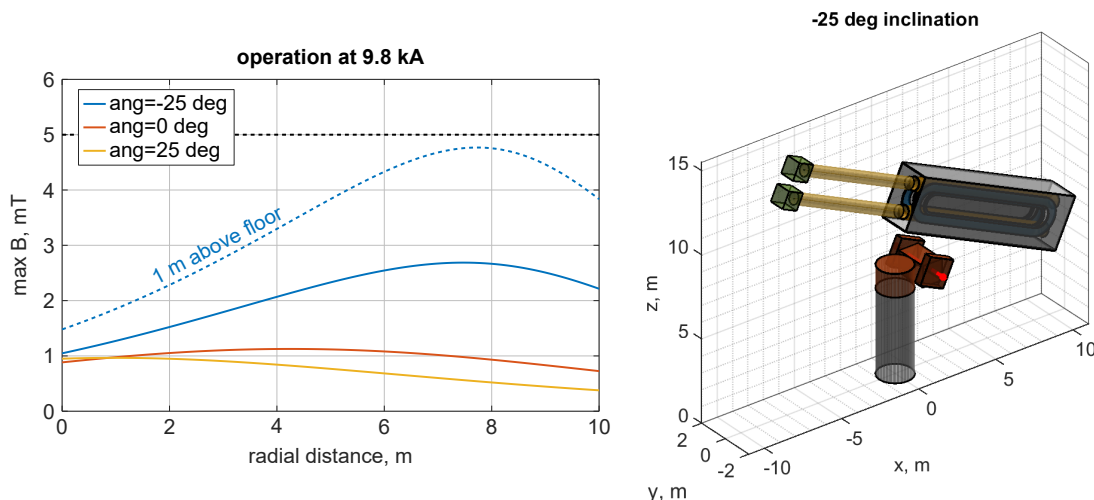 operation at 9.8 kA
6
5
4
3
2
1
0
0
2
4
6
8
10
max B, mT
radial distance, m
ang=-25 deg
ang=0 deg
ang=25 deg
1 m above floor
-25 deg inclination
15
10
5
0
z, m
2
0
-2
y, m
-10
-5
0
5
10
x, m